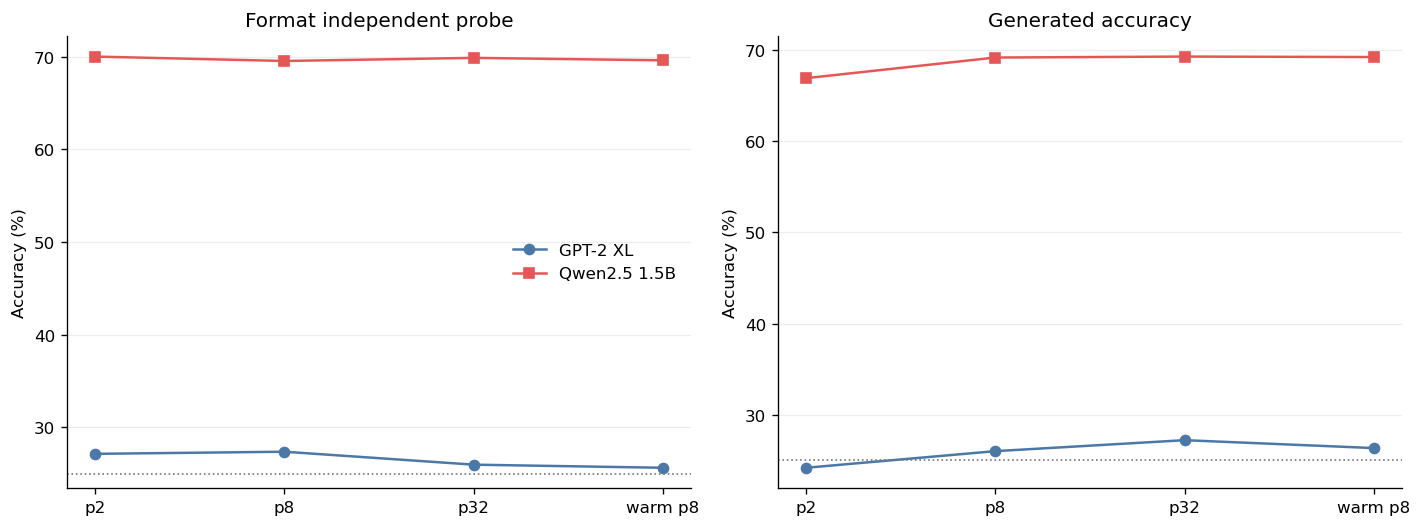 Format independent probe
Accuracy (%)
70
60
50
40
30
GPT-2 XL
Qwen2.5 1.5B
p2
p8
p32
warm p8
Generated accuracy
Accuracy (%)
70
60
50
40
30
p2
p8
p32
warm p8